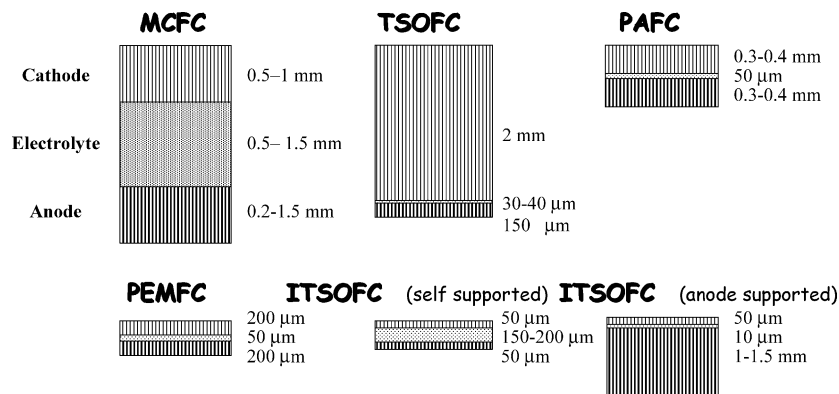 MCFC TSOFC PAFC
Cathode 0.5–1 mm 0.3-0.4 mm
50 μm
0.3-0.4 mm
Electrolyte 0.5– 1.5 mm 2 mm
Anode 0.2-1.5 mm 30-40 μm
150 μm
PEMFC ITSOFC (self supported) ITSOFC (anode supported)
200 μm 50 μm 50 μm
50 μm 150-200 μm 10 μm
200 μm 50 μm 1-1.5 mm